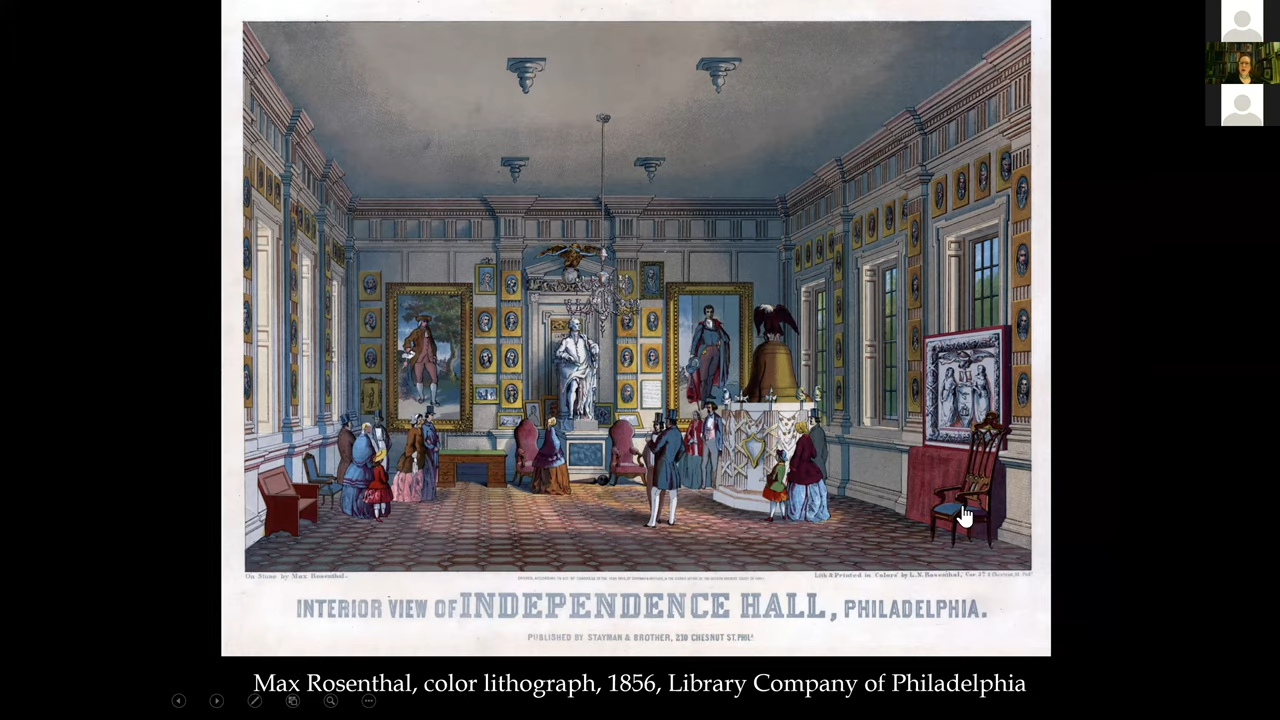 On Stone by Max Rosenthal.
Lith & Printed in Colors by L.N. Rosenthal,
INTERIOR VIEW OF INDEPENDENCE HALL, PHILADELPHIA.
PUBLISHED BY STAYMAN & BROTHER, 210 CHESNUT ST. PHILA
Max Rosenthal, color lithograph, 1856, Library Company of Philadelphia